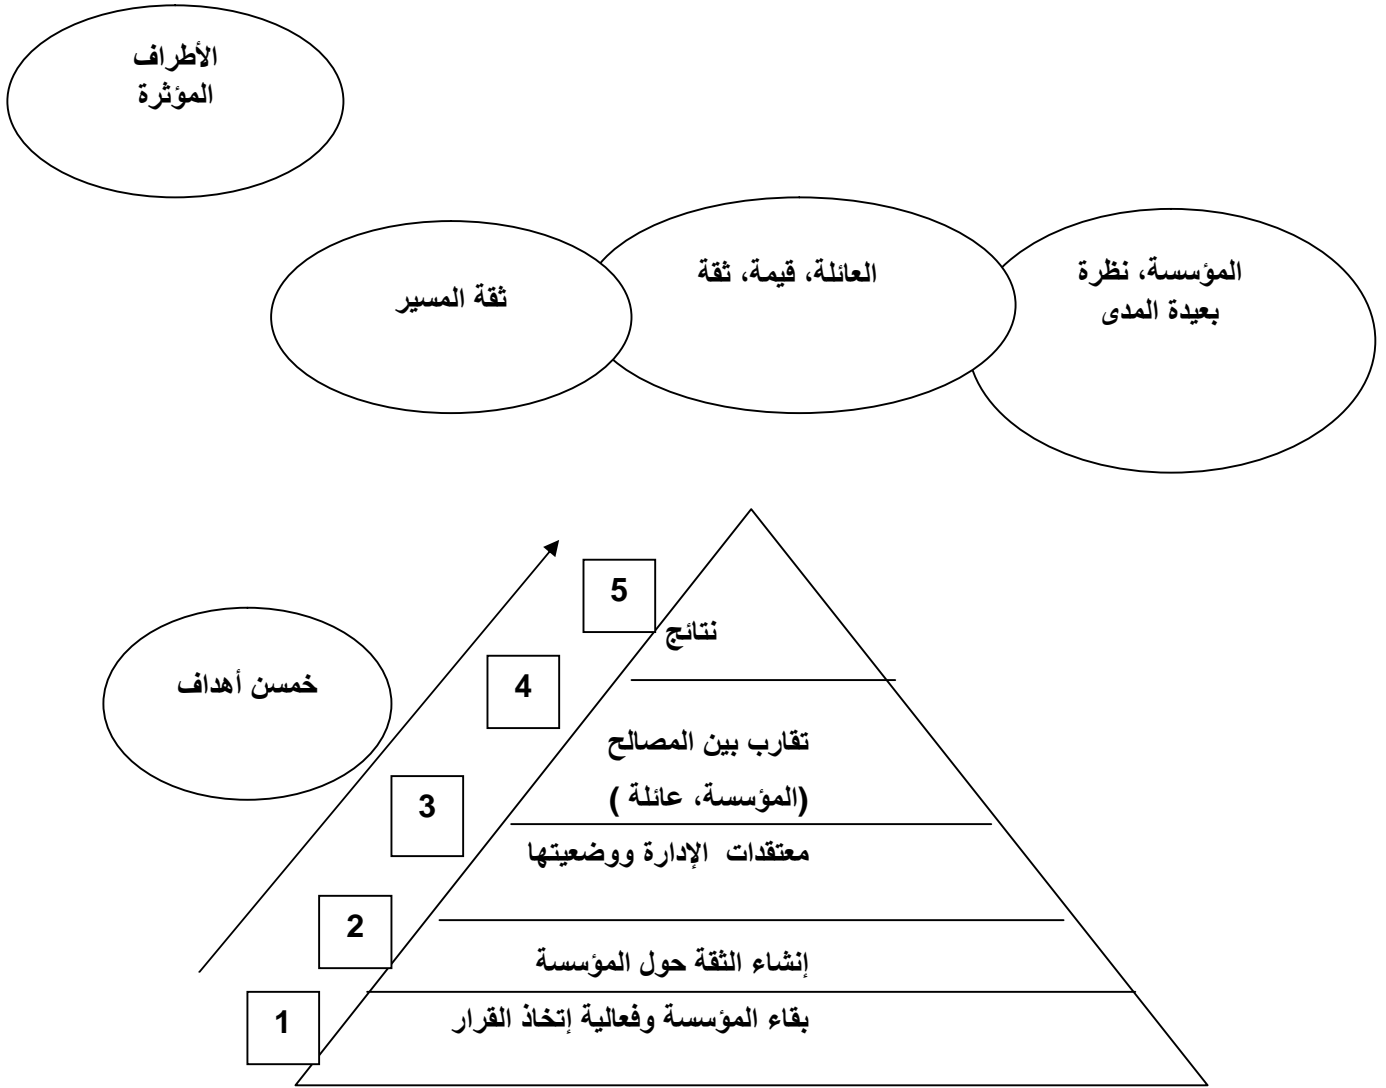 الأطراف
المؤثرة
المؤسسة، نظرة
بعيدة المدى
العائلة، قيمة، ثقة
ثقة المسير
5
نتائج
4
خمسن أهداف
تقارب بين المصالح
(المؤسسة، عائلة )
3
معتقدات الإدارة ووضعيتها
2
إنشاء الثقة حول المؤسسة
1
بقاء المؤسسة وفعالية إتخاذ القرار